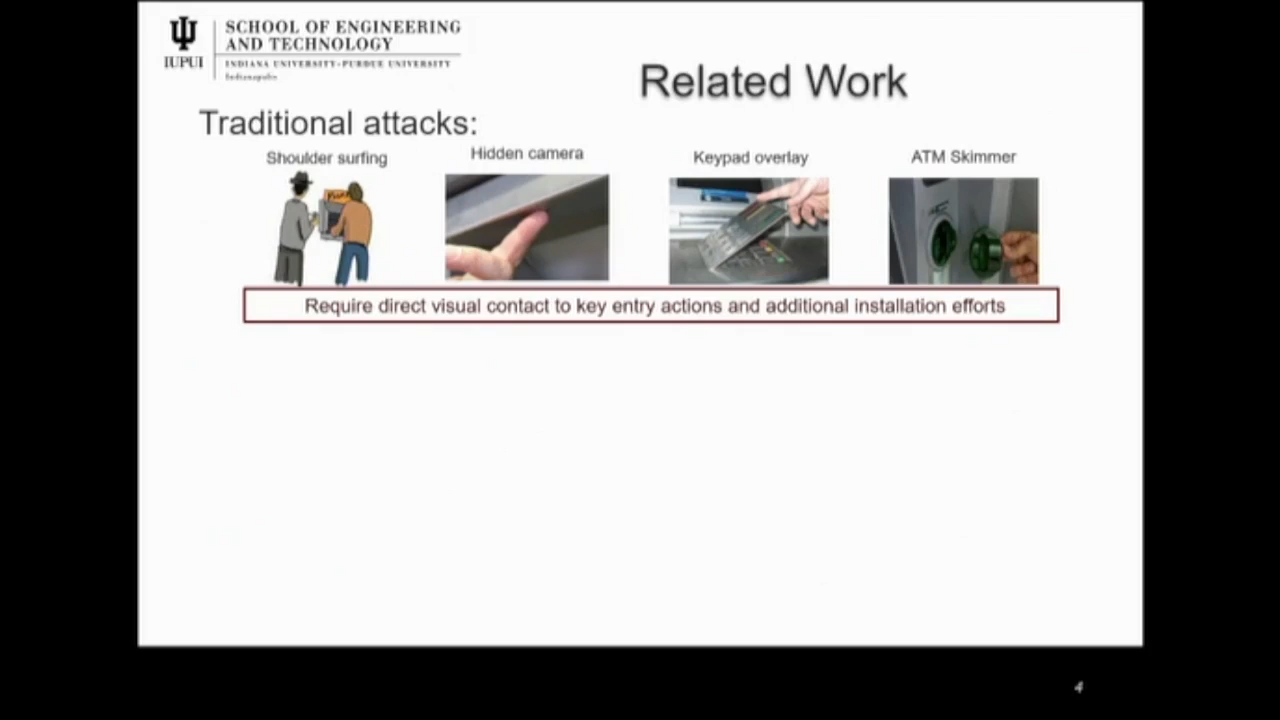 IUPUI
SCHOOL OF ENGINEERING
AND TECHNOLOGY
INDIANA UNIVERSITY-PURDUE UNIVERSITY
Indianapolis
Related Work
Traditional attacks:
Shoulder surfing
Hidden camera
Keypad overlay
ATM Skimmer
Require direct visual contact to key entry actions and additional installation efforts
4